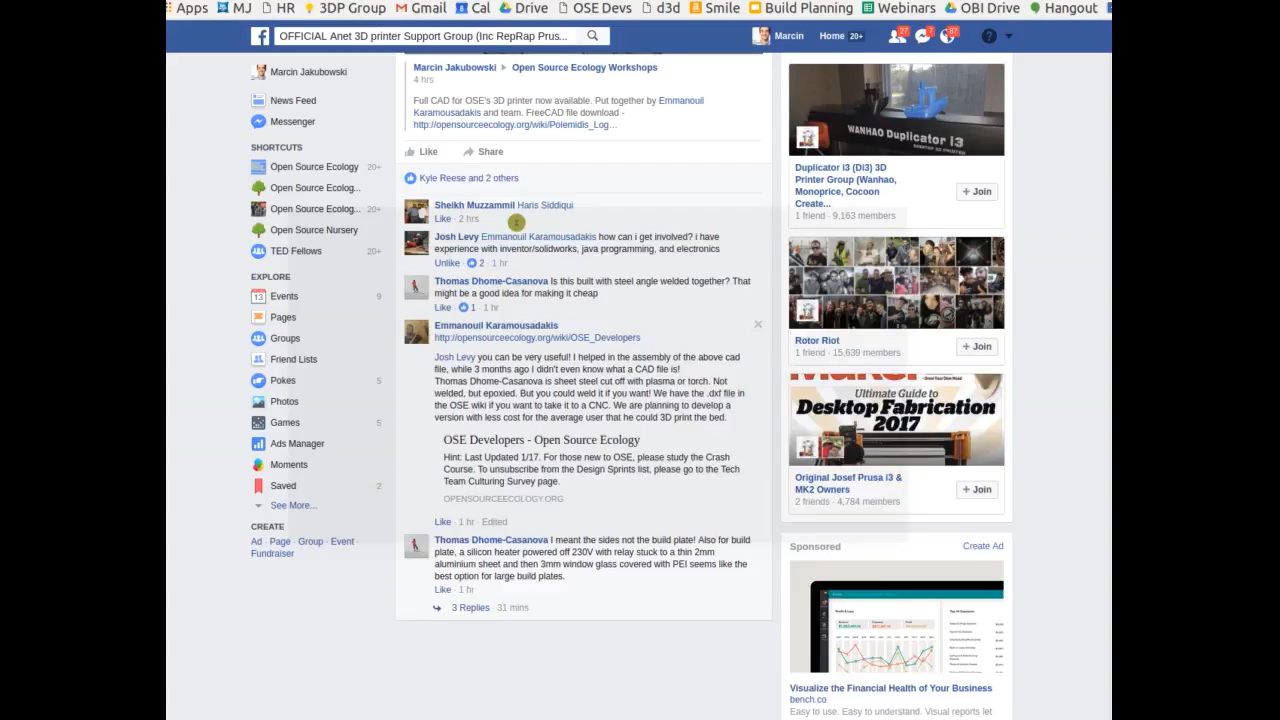 Apps MJ HR 3DP Group Gmail Cal Drive OSE Devs d3d Smile Build Planning Webinars OBI Drive Hangout
OFFICIAL Anet 3D printer Support Group (Inc RepRap Prus...
Marcin Home 20+ 27 7 87
Marcin Jakubowski
News Feed
Messenger
SHORTCUTS
Open Source Ecology 20+
Open Source Ecolog...
Open Source Ecolog... 20+
Open Source Nursery
TED Fellows 20+
EXPLORE
Events 9
Pages
Groups
Friend Lists
Pokes 5
Photos
Games 5
Ads Manager
Moments
Saved 2
See More...
CREATE
Ad · Page · Group · Event ·
Fundraiser
Marcin Jakubowski ▶ Open Source Ecology Workshops
4 hrs
Full CAD for OSE's 3D printer now available. Put together by Emmanouil
Karamousadakis and team. FreeCAD file download -
http://opensourceecology.org/wiki/Polemidis_Log...
Like Share
Kyle Reese and 2 others
Sheikh Muzzammil Haris Siddiqui
Like · 2 hrs
Josh Levy Emmanouil Karamousadakis how can i get involved? i have
experience with inventor/solidworks, java programming, and electronics
Unlike · 2 · 1 hr
Thomas Dhome-Casanova Is this built with steel angle welded together? That
might be a good idea for making it cheap
Like · 1 · 1 hr
Emmanouil Karamousadakis
http://opensourceecology.org/wiki/OSE_Developers
Josh Levy you can be very useful! I helped in the assembly of the above cad
file, while 3 months ago I didn't even know what a CAD file is!
Thomas Dhome-Casanova is sheet steel cut off with plasma or torch. Not
welded, but epoxied. But you could weld it if you want! We have the .dxf file in
the OSE wiki if you want to take it to a CNC. We are planning to develop a
version with less cost for the average user that he could 3D print the bed.
OSE Developers - Open Source Ecology
Hint: Last Updated 1/17. For those new to OSE, please study the Crash
Course. To unsubscribe from the Design Sprints list, please go to the Tech
Team Culturing Survey page.
OPENSOURCEECOLOGY.ORG
Like · 1 hr · Edited
Thomas Dhome-Casanova I meant the sides not the build plate! Also for build
plate, a silicon heater powered off 230V with relay stuck to a thin 2mm
aluminium sheet and then 3mm window glass covered with PEI seems like the
best option for large build plates.
Like · 1 hr
3 Replies · 31 mins
WANHAO Duplicator i3
Duplicator i3 (Di3) 3D
Printer Group (Wanhao,
Monoprice, Cocoon
Create...
+ Join
1 friend · 9,163 members
Rotor Riot
1 friend · 15,639 members
+ Join
Ultimate Guide to
Desktop Fabrication
2017
Original Josef Prusa i3 &
MK2 Owners
2 friends · 4,784 members
+ Join
Sponsored Create Ad
Visualize the Financial Health of Your Business
bench.co
Easy to use. Easy to understand. Visual reports let